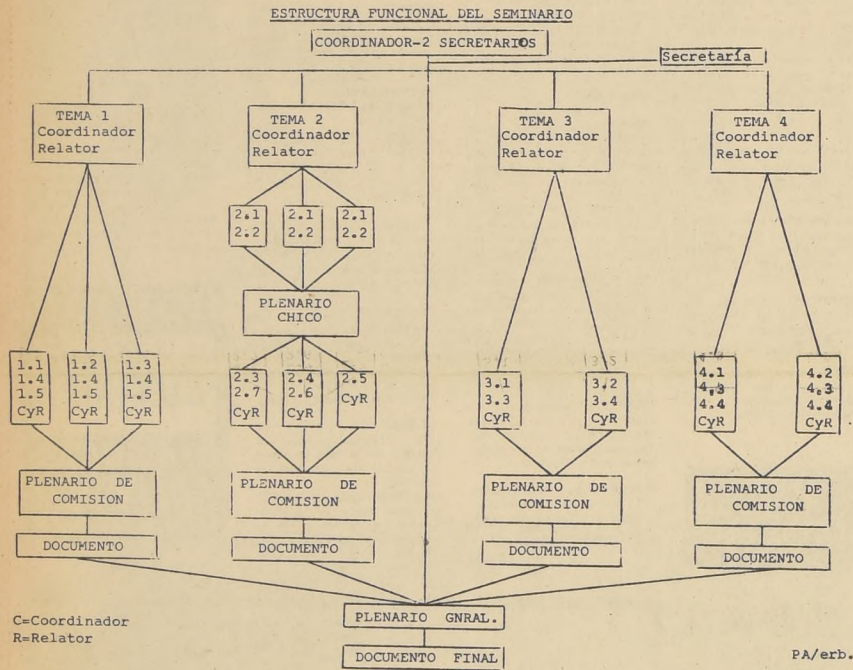 ESTRUCTURA FUNCIONAL DEL SEMINARIO
COORDINADOR-2 SECRETARIOS
Secretaría
TEMA 1
Coordinador
Relator
TEMA 2
Coordinador
Relator
TEMA 3
Coordinador
Relator
TEMA 4
Coordinador
Relator
2.1
2.2
2.1
2.2
2.1
2.2
PLENARIO
CHICO
1.1
1.4
1.5
CyR
1.2
1.4
1.5
CyR
1.3
1.4
1.5
CyR
2.3
2.7
CyR
2.4
2.6
CyR
2.5
CyR
3.1
3.3
CyR
3.2
3.4
CyR
4.1
4.3
4.4
CyR
4.2
4.3
4.4
CyR
PLENARIO DE
COMISION
PLENARIO DE
COMISION
PLENARIO DE
COMISION
PLENARIO DE
COMISION
DOCUMENTO
DOCUMENTO
DOCUMENTO
DOCUMENTO
C=Coordinador
R=Relator
PLENARIO GNRAL.
DOCUMENTO FINAL
PA/erb.